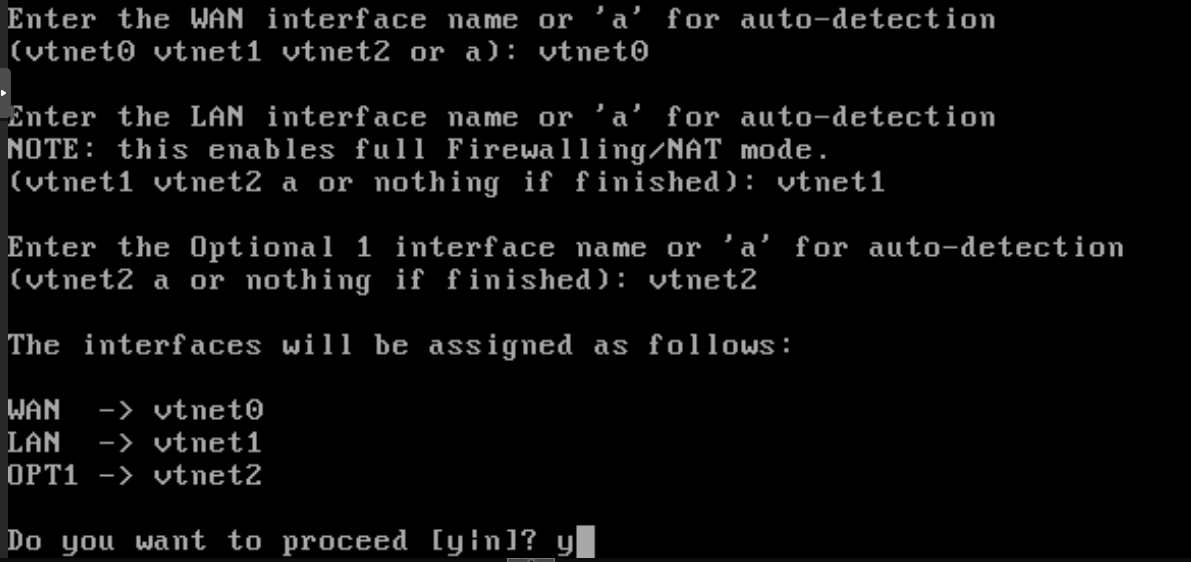 Enter the WAN interface name or 'a' for auto-detection
(vtnet0 vtnet1 vtnet2 or a): vtnet0
Enter the LAN interface name or 'a' for auto-detection
NOTE: this enables full Firewalling/NAT mode.
(vtnet1 vtnet2 a or nothing if finished): vtnet1
Enter the Optional 1 interface name or 'a' for auto-detection
(vtnet2 a or nothing if finished): vtnet2
The interfaces will be assigned as follows:
WAN  -> vtnet0
LAN  -> vtnet1
OPT1 -> vtnet2
Do you want to proceed [y|n]? y